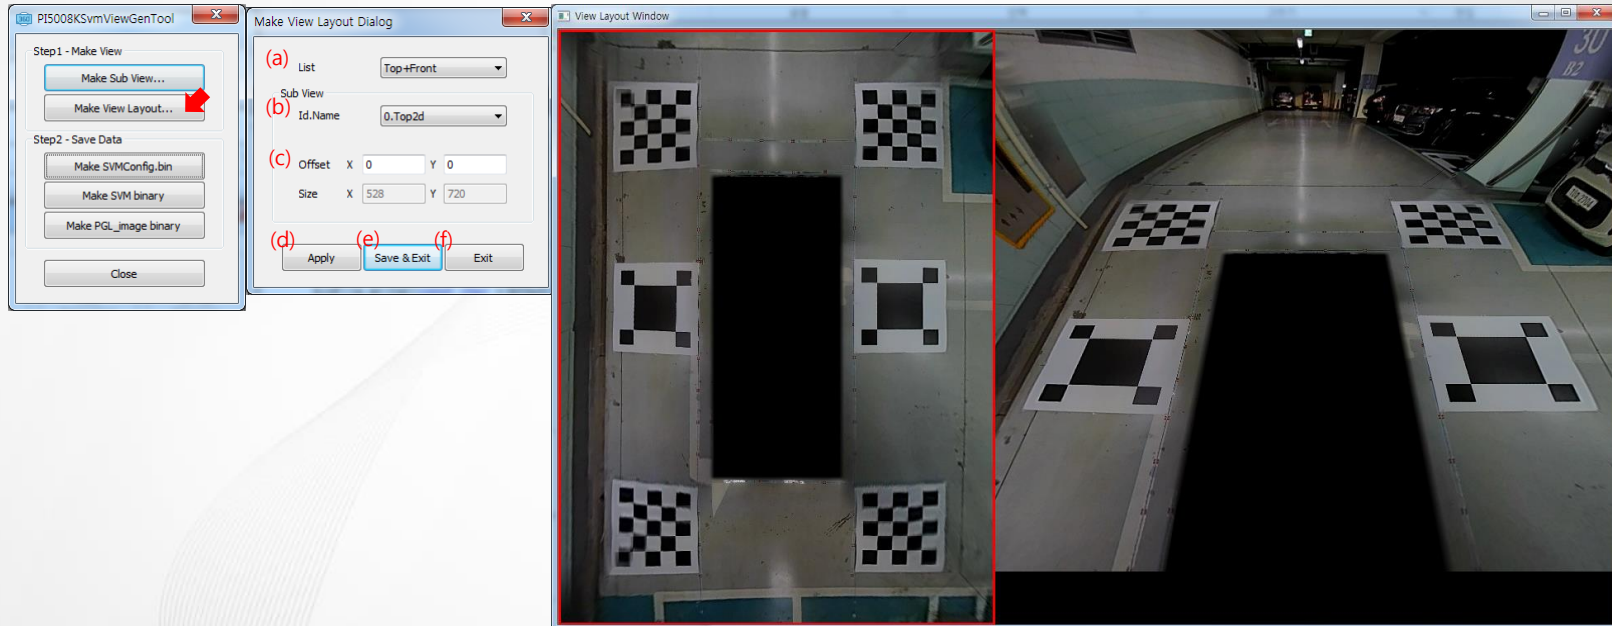 PI5008KSvmViewGenTool
Step1 - Make View
Make Sub View...
Make View Layout...
Step2 - Save Data
Make SVMConfig.bin
Make SVM binary
Make PGL_image binary
Close
Make View Layout Dialog
(a)
List
Top+Front
Sub View
(b)
Id.Name
0.Top2d
(c)
Offset X 0 Y 0
Size X 528 Y 720
(d) (e) (f)
Apply Save & Exit Exit
View Layout Window
30
B2